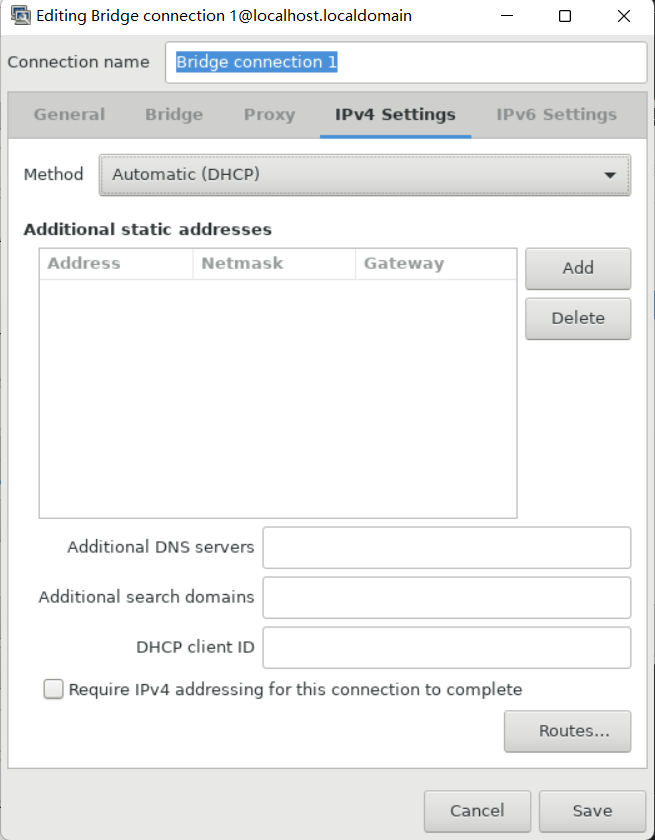 Editing Bridge connection 1@localhost.localdomain
Connection name Bridge connection 1
General Bridge Proxy IPv4 Settings IPv6 Settings
Method Automatic (DHCP)
Additional static addresses
Address Netmask Gateway Add
Delete
Additional DNS servers
Additional search domains
DHCP client ID
Require IPv4 addressing for this connection to complete
Routes...
Cancel Save